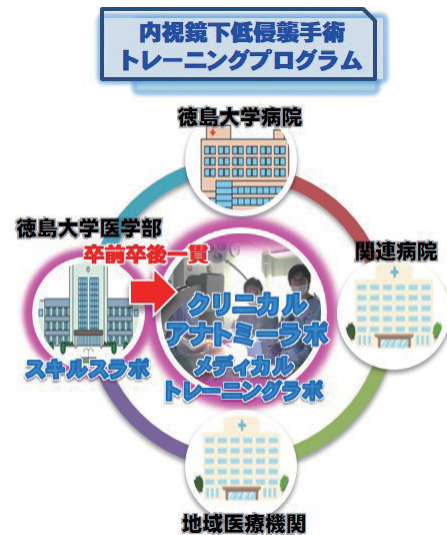 内視鏡下低侵襲手術
トレーニングプログラム
徳島大学病院
徳島大学医学部
卒前卒後一貫
関連病院
クリニカル
アナトミーラボ
メディカル
トレーニングラボ
スキルスラボ
地域医療機関